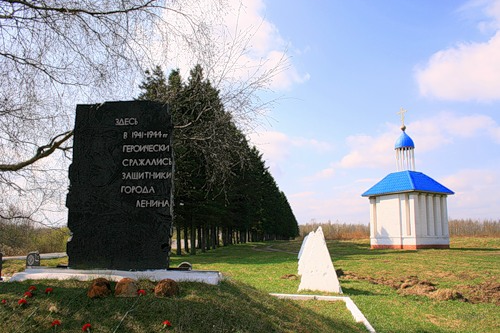 ЗДЕСЬ
В 1941-1944 гг
ГЕРОИЧЕСКИ
СРАЖАЛИСЬ
ЗАЩИТНИКИ
ГОРОДА
ЛЕНИНА